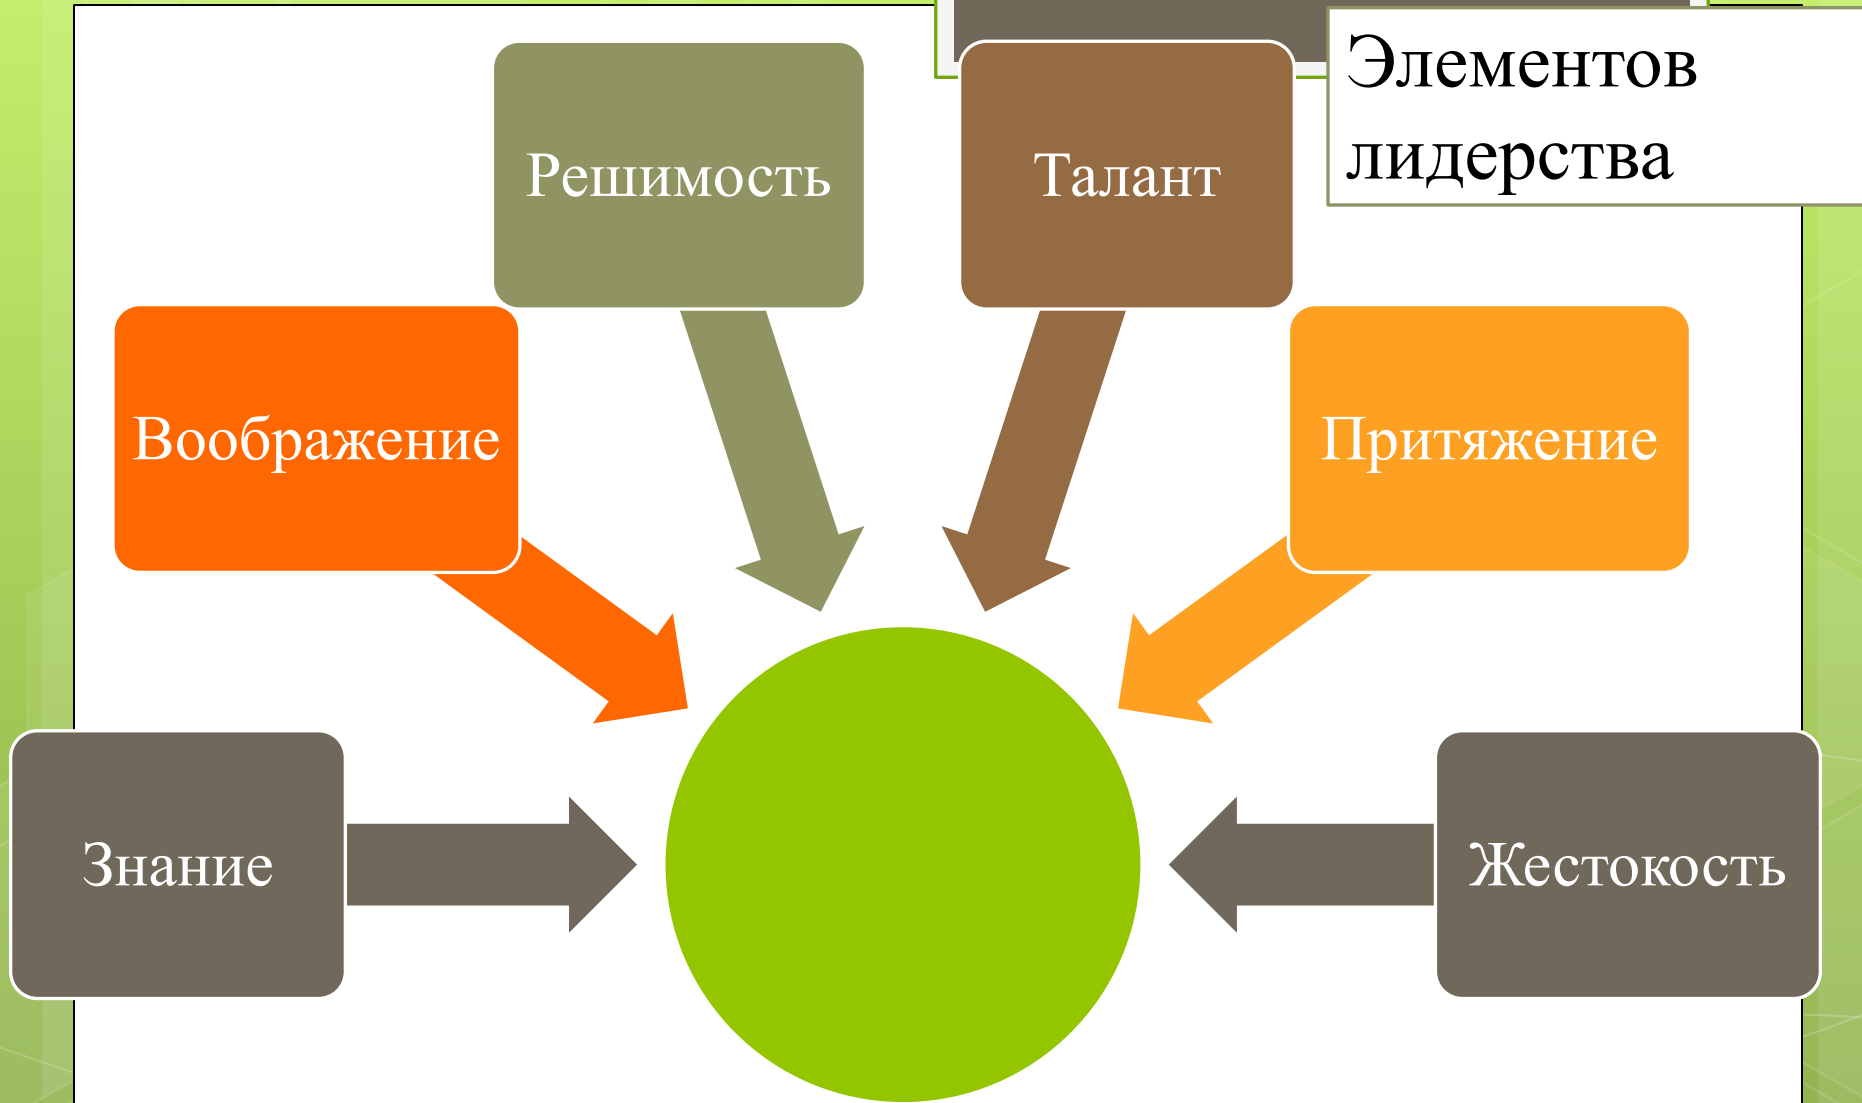 Элементов
лидерства
Решимость
Талант
Воображение
Притяжение
Знание
Жестокость